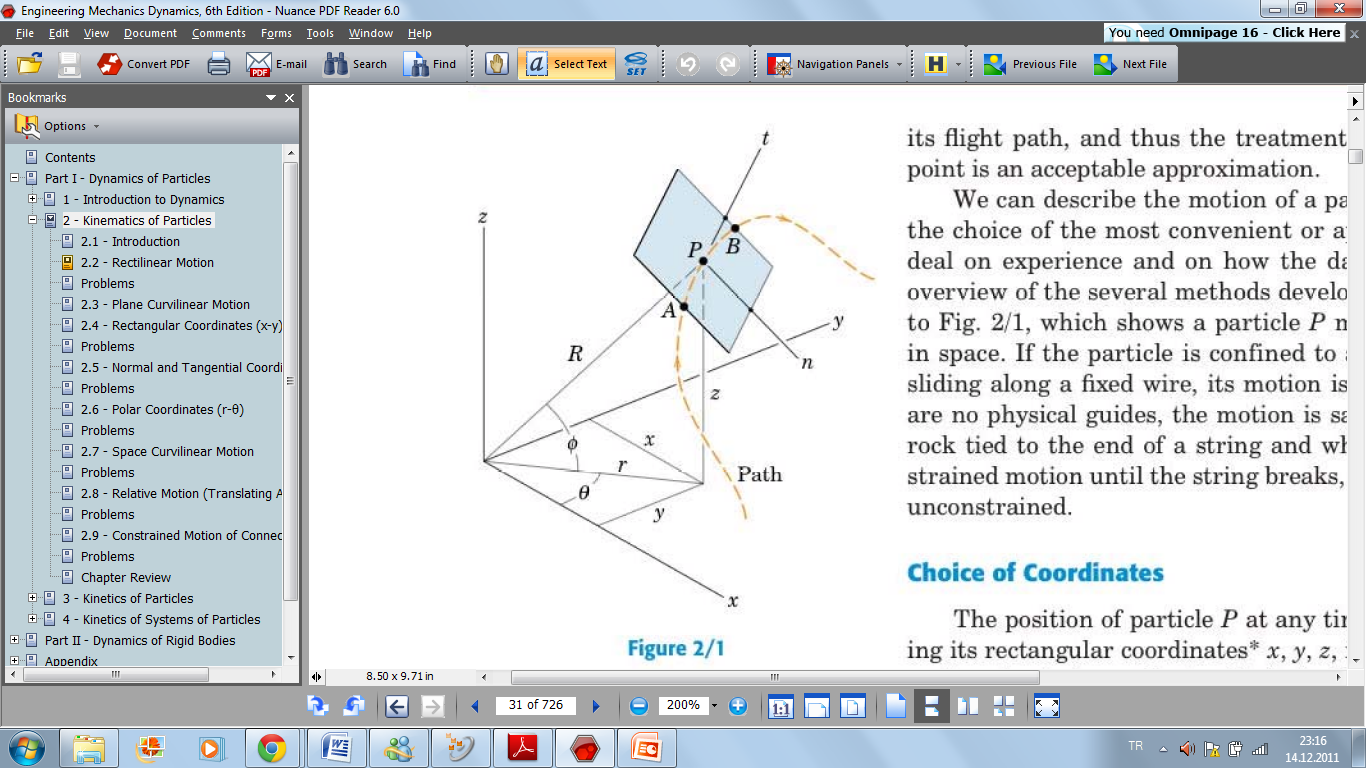 Engineering Mechanics Dynamics, 6th Edition - Nuance PDF Reader 6.0
File Edit View Document Comments Forms Tools Window Help
You need Omnipage 16 - Click Here x
Convert PDF E-mail Search Find a Select Text SET Navigation Panels H Previous File Next File
PDF
Bookmarks
Options
Contents
Part I - Dynamics of Particles
1 - Introduction to Dynamics
2 - Kinematics of Particles
2.1 - Introduction
2.2 - Rectilinear Motion
Problems
2.3 - Plane Curvilinear Motion
2.4 - Rectangular Coordinates (x-y)
Problems
2.5 - Normal and Tangential Coordi
Problems
2.6 - Polar Coordinates (r-θ)
Problems
2.7 - Space Curvilinear Motion
Problems
2.8 - Relative Motion (Translating A
Problems
2.9 - Constrained Motion of Connec
Problems
Chapter Review
3 - Kinetics of Particles
4 - Kinetics of Systems of Particles
Part II - Dynamics of Rigid Bodies
Appendix
t
z
P
B
A
y
n
R
z
ϕ
x
r
θ
y
Path
x
Figure 2/1
its flight path, and thus the treatment
point is an acceptable approximation.
We can describe the motion of a pa
the choice of the most convenient or a
deal on experience and on how the da
overview of the several methods develo
to Fig. 2/1, which shows a particle P m
in space. If the particle is confined to
sliding along a fixed wire, its motion is
are no physical guides, the motion is sa
rock tied to the end of a string and wh
strained motion until the string breaks,
unconstrained.
Choice of Coordinates
The position of particle P at any tim
ing its rectangular coordinates* x, y, z,
8.50 x 9.71 in
31 of 726
200%
1:1
TR
23:16
14.12.2011